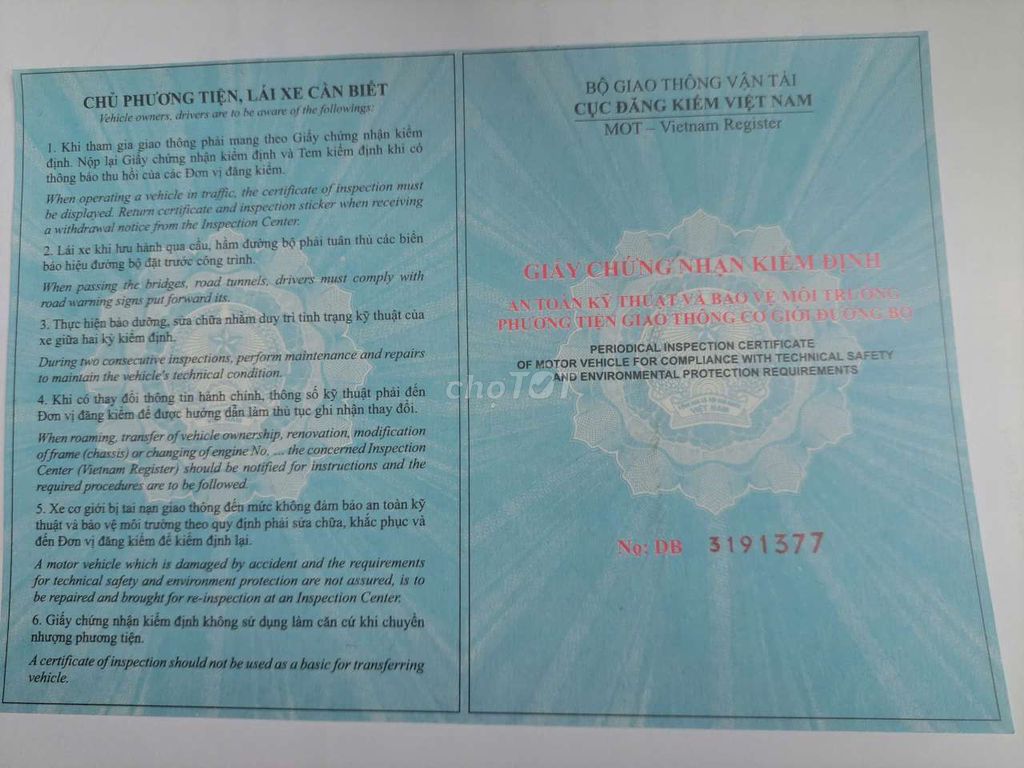 CHỦ PHƯƠNG TIỆN, LÁI XE CẦN BIẾT
Vehicle owners, drivers are to be aware of the followings:
1. Khi tham gia giao thông phải mang theo Giấy chứng nhận kiểm
định. Nộp lại Giấy chứng nhận kiểm định và Tem kiểm định khi có
thông báo thu hồi của các Đơn vị đăng kiểm.
When operating a vehicle in traffic, the certificate of inspection must
be displayed. Return certificate and inspection sticker when receiving
a withdrawal notice from the Inspection Center.
2. Lái xe khi lưu hành qua cầu, hầm đường bộ phải tuân thủ các biển
báo hiệu đường bộ đặt trước công trình.
When passing the bridges, road tunnels, drivers must comply with
road warning signs put forward its.
3. Thực hiện bảo dưỡng, sửa chữa nhằm duy trì tình trạng kỹ thuật của
xe giữa hai kỳ kiểm định.
During two consecutive inspections, perform maintenance and repairs
to maintain the vehicle's technical condition.
4. Khi có thay đổi thông tin hành chính, thông số kỹ thuật phải đến
Đơn vị đăng kiểm để được hướng dẫn làm thủ tục ghi nhận thay đổi.
When roaming, transfer of vehicle ownership, renovation, modification
of frame (chassis) or changing of engine No. ... the concerned Inspection
Center (Vietnam Register) should be notified for instructions and the
required procedures are to be followed.
5. Xe cơ giới bị tai nạn giao thông đến mức không đảm bảo an toàn kỹ
thuật và bảo vệ môi trường theo quy định phải sửa chữa, khắc phục và
đến Đơn vị đăng kiểm để kiểm định lại.
A motor vehicle which is damaged by accident and the requirements
for technical safety and environment protection are not assured, is to
be repaired and brought for re-inspection at an Inspection Center.
6. Giấy chứng nhận kiểm định không sử dụng làm căn cứ khi chuyển
nhượng phương tiện.
A certificate of inspection should not be used as a basic for transferring
vehicle.
BỘ GIAO THÔNG VẬN TẢI
CỤC ĐĂNG KIỂM VIỆT NAM
MOT – Vietnam Register
GIẤY CHỨNG NHẬN KIỂM ĐỊNH
AN TOÀN KỸ THUẬT VÀ BẢO VỆ MÔI TRƯỜNG
PHƯƠNG TIỆN GIAO THÔNG CƠ GIỚI ĐƯỜNG BỘ
PERIODICAL INSPECTION CERTIFICATE
OF MOTOR VEHICLE FOR COMPLIANCE WITH TECHNICAL SAFETY
AND ENVIRONMENTAL PROTECTION REQUIREMENTS
chợTỐT
VIỆT NAM
No: DB 3191377